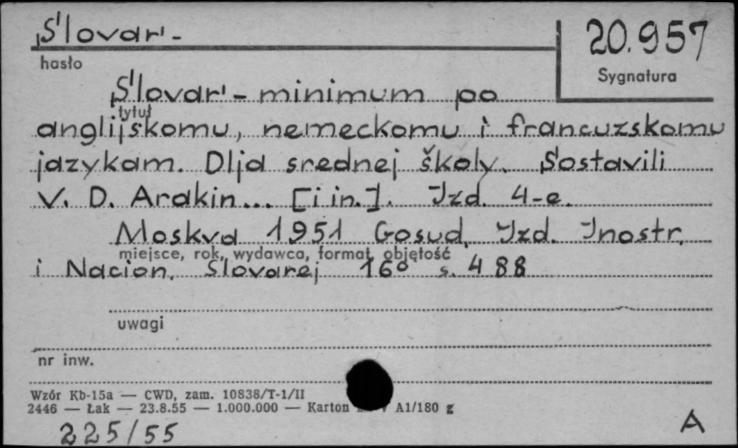 Slovar' -
20.957
hasło
Sygnatura
Slovar' - minimum po
tytuł
anglijskomu, nemeckomu i francuzskomu
jazykam. Dlja srednej školy. Sostavili
V. D. Arakin... [i in.]. Izd. 4-e.
Moskva 1951 Gosud. Izd. Inostr.
miejsce, rok, wydawca, format, objętość
i Nacion. Slovarej 16° s. 488
uwagi
nr inw.
Wzór Kb-15a — CWD, zam. 10838/T-1/II
2446 — Łak — 23.8.55 — 1.000.000 — Karton A1/180 g
225/55
A